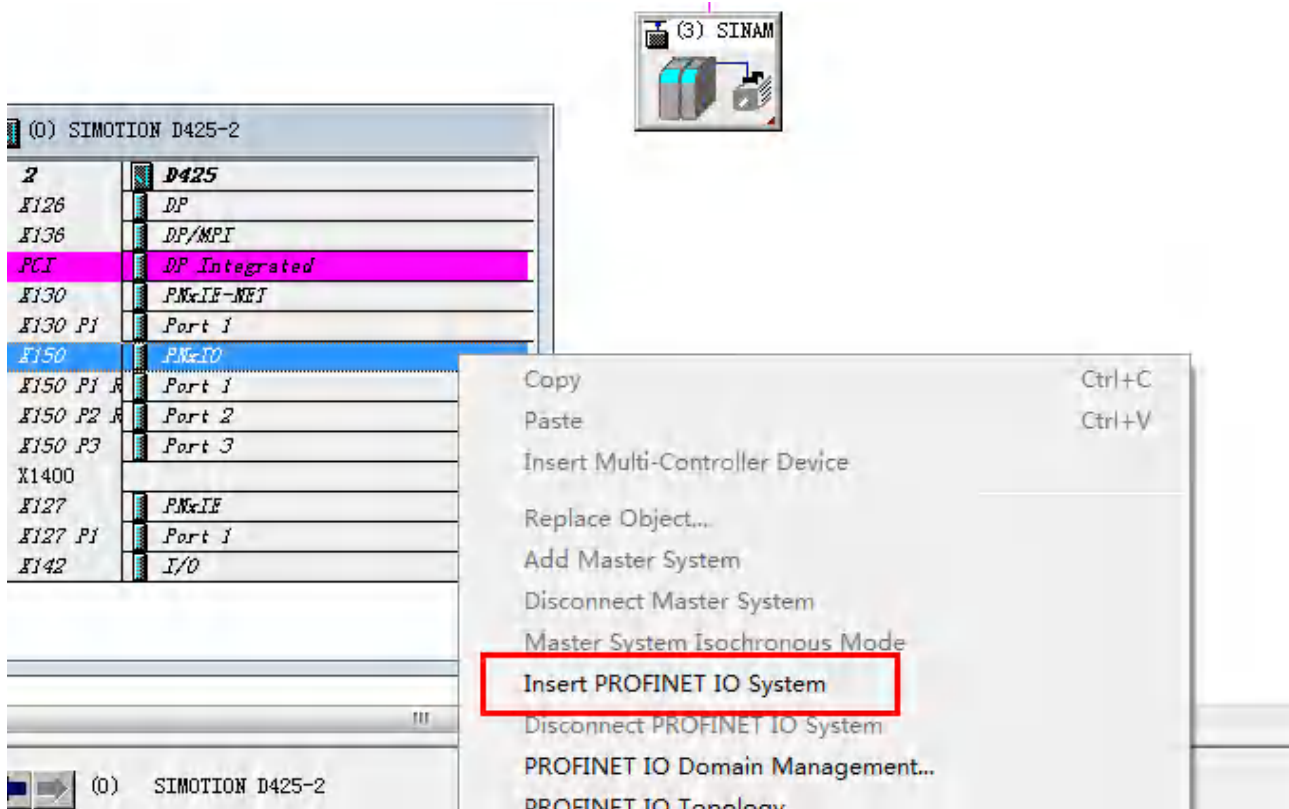 (3) SINAM
(0) SIMOTION D425-2
2 D425
X126 DP
X136 DP/MPI
PCI DP Integrated
X130 PNxIE-NET
X130 P1 Port 1
X150 PNxIO
X150 P1 R Port 1
X150 P2 R Port 2
X150 P3 Port 3
X1400
X127 PNxIE
X127 P1 Port 1
X142 I/O
Copy Ctrl+C
Paste Ctrl+V
Insert Multi-Controller Device
Replace Object...
Add Master System
Disconnect Master System
Master System Isochronous Mode
Insert PROFINET IO System
Disconnect PROFINET IO System
PROFINET IO Domain Management...
PROFINET IO Topology
(0) SIMOTION D425-2